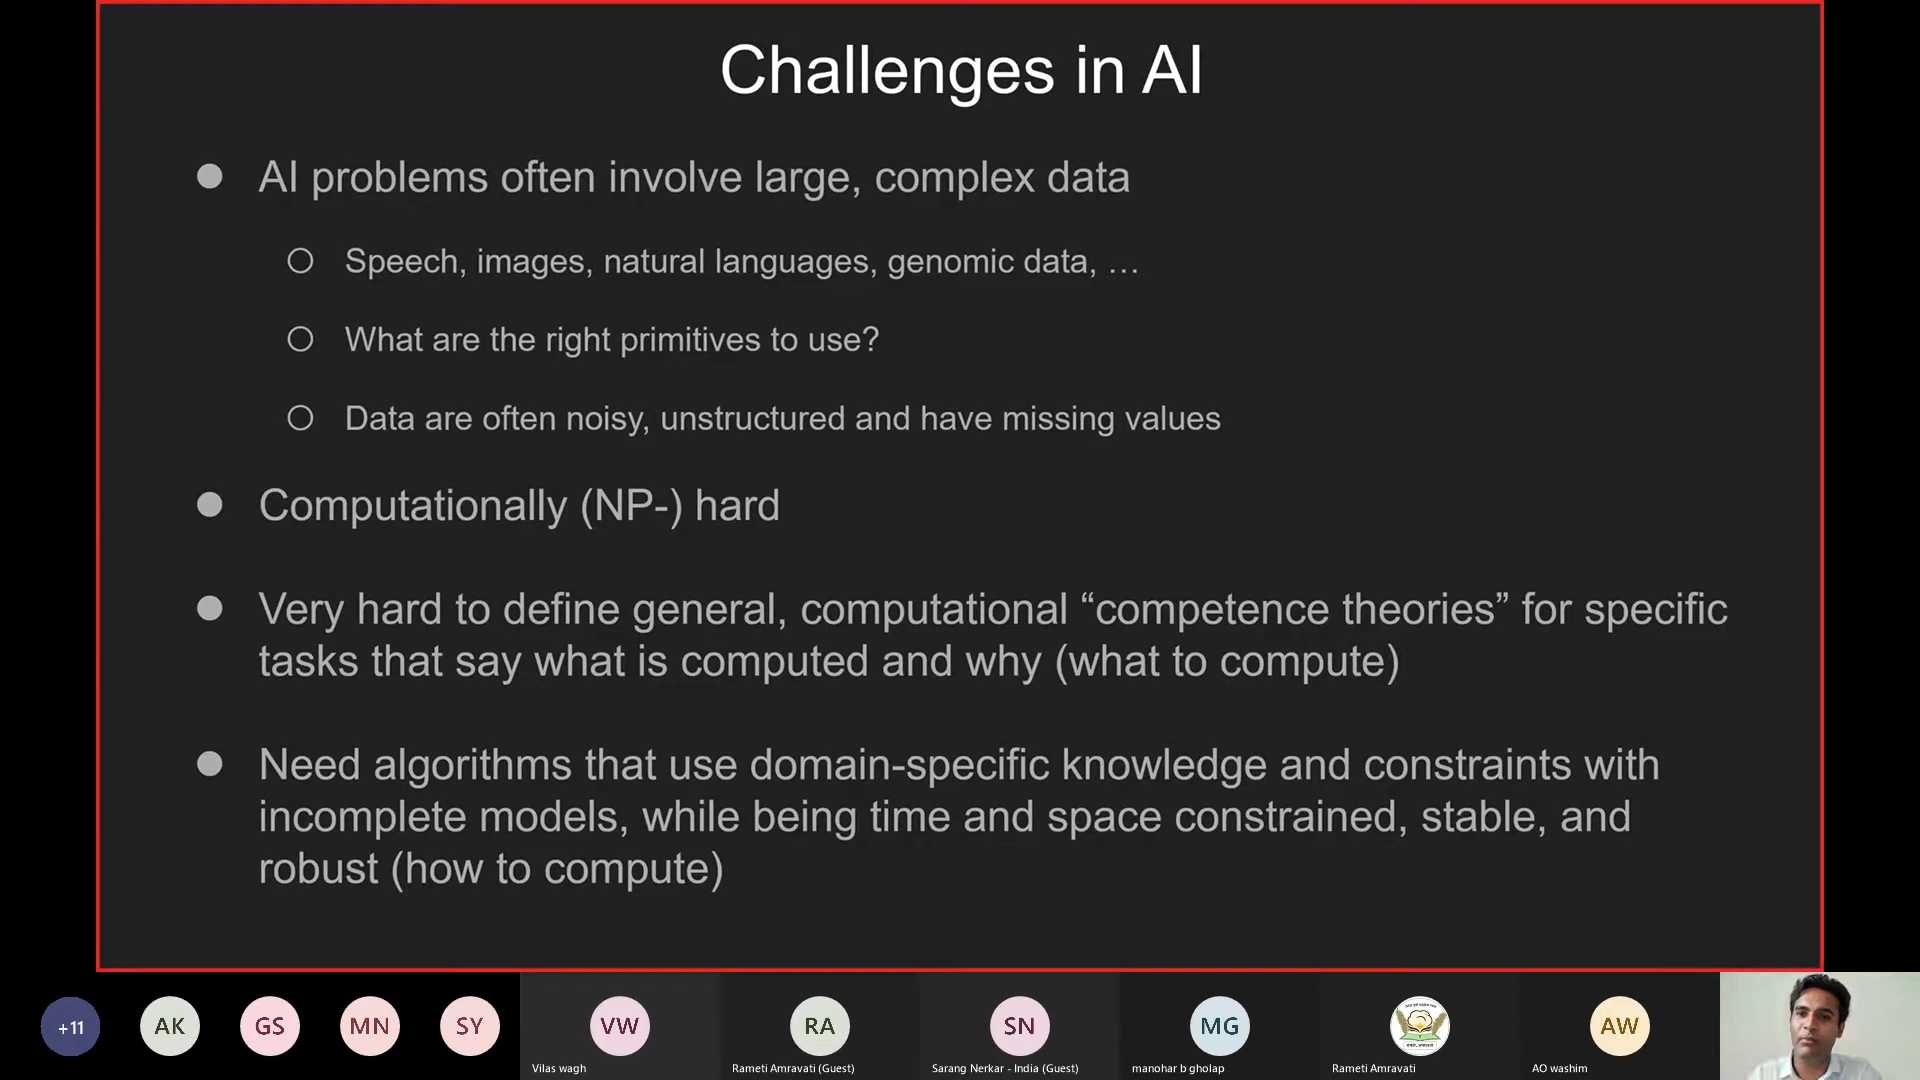 Challenges in AI
● AI problems often involve large, complex data
○ Speech, images, natural languages, genomic data, …
○ What are the right primitives to use?
○ Data are often noisy, unstructured and have missing values
● Computationally (NP-) hard
● Very hard to define general, computational “competence theories” for specific
tasks that say what is computed and why (what to compute)
● Need algorithms that use domain-specific knowledge and constraints with
incomplete models, while being time and space constrained, stable, and
robust (how to compute)
+11
AK
GS
MN
SY
VW
RA
SN
MG
AW
Vilas wagh
Rameti Amravati (Guest)
Sarang Nerkar - India (Guest)
manohar b gholap
Rameti Amravati
AO washim